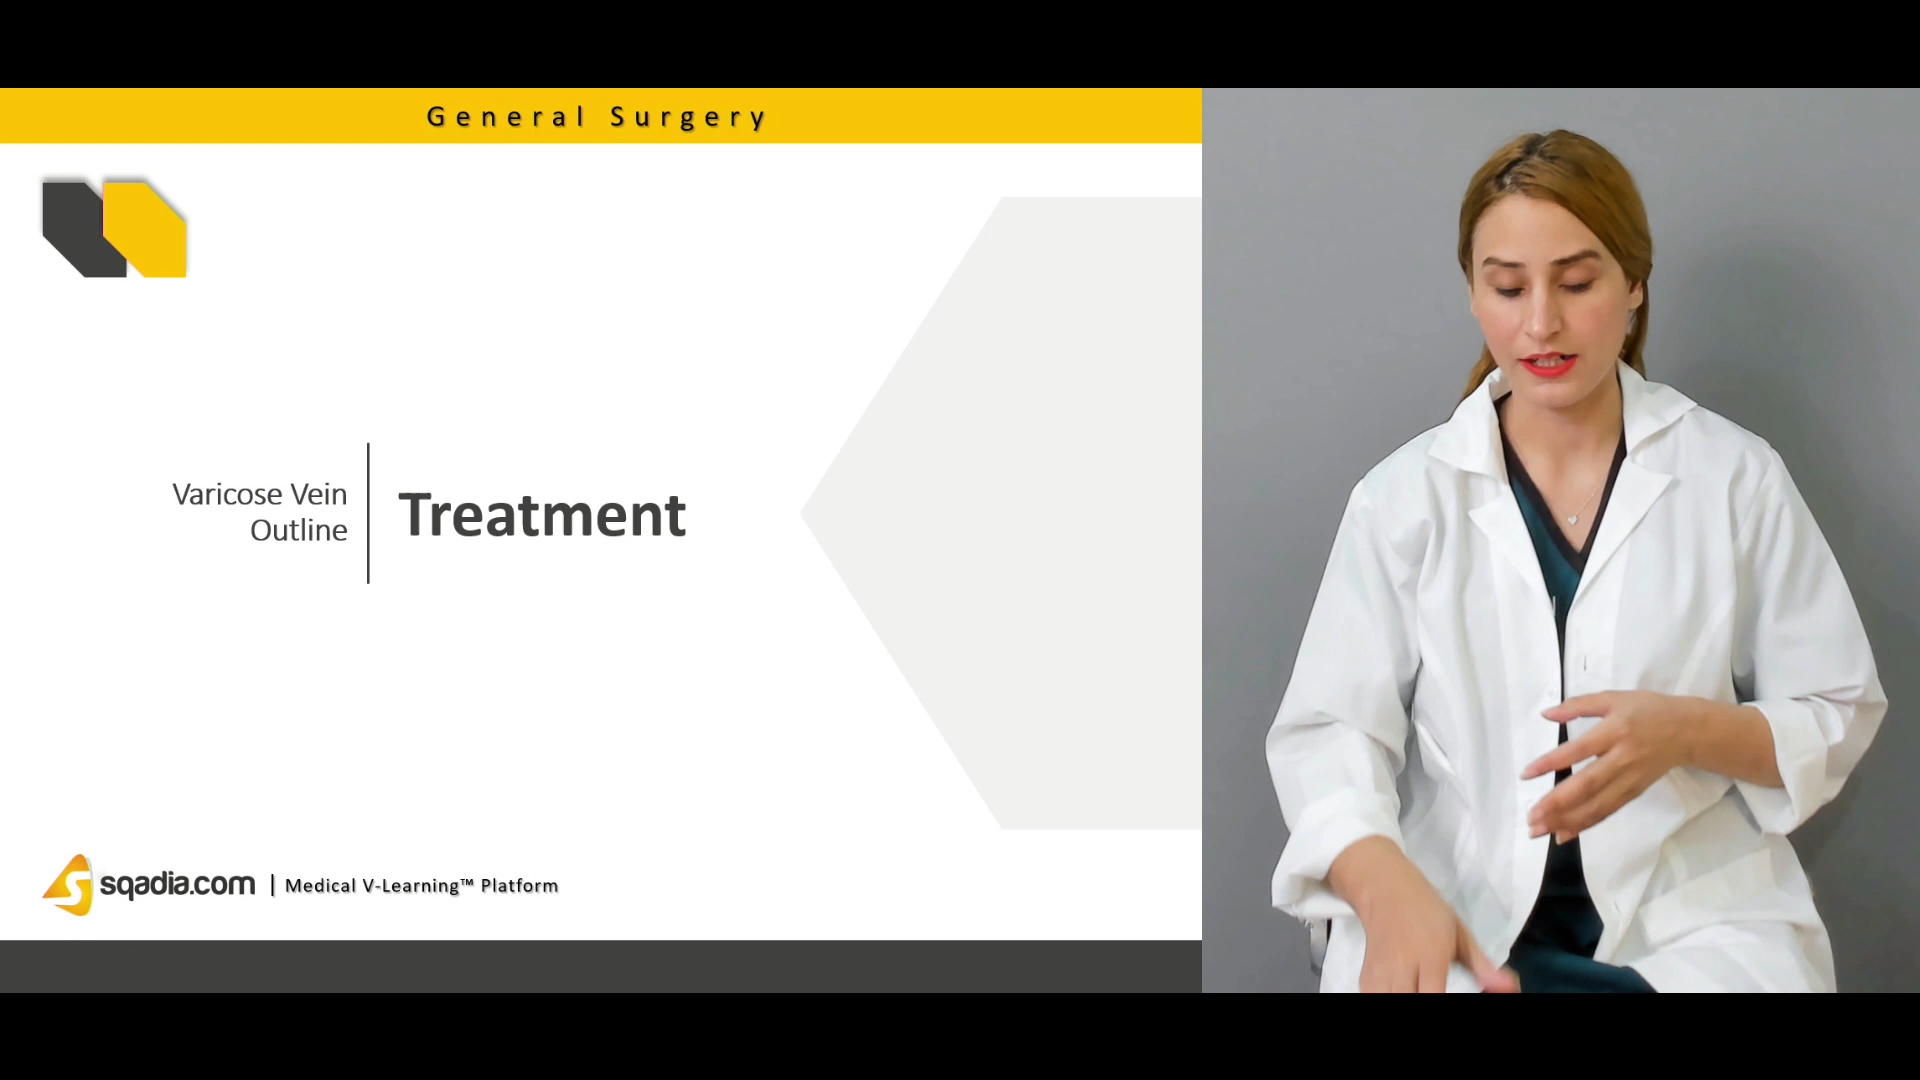 General Surgery
Varicose Vein
Outline
Treatment
sqadia.com | Medical V-Learning™ Platform